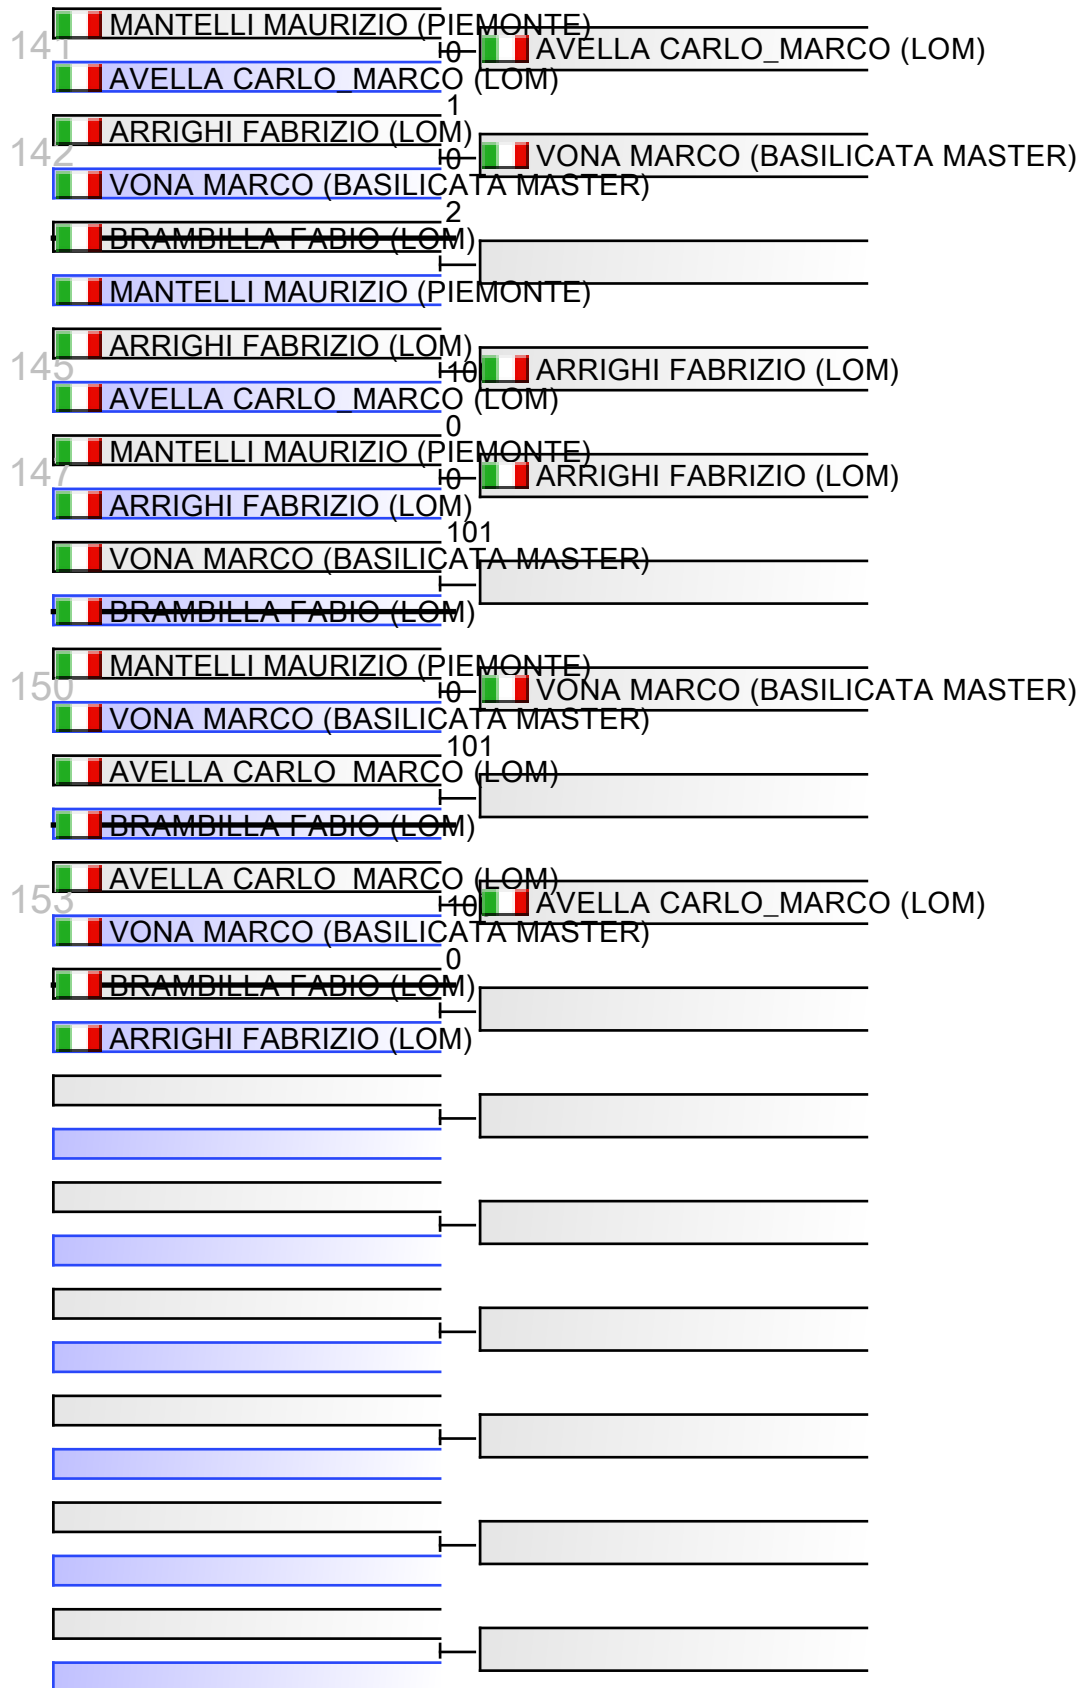 MANTELLI MAURIZIO (PIEMONTE)
141
0
AVELLA CARLO_MARCO (LOM)
AVELLA CARLO_MARCO (LOM)
1
ARRIGHI FABRIZIO (LOM)
142
0
VONA MARCO (BASILICATA MASTER)
VONA MARCO (BASILICATA MASTER)
2
BRAMBILLA FABIO (LOM)
MANTELLI MAURIZIO (PIEMONTE)
ARRIGHI FABRIZIO (LOM)
145
10
ARRIGHI FABRIZIO (LOM)
AVELLA CARLO_MARCO (LOM)
0
MANTELLI MAURIZIO (PIEMONTE)
147
0
ARRIGHI FABRIZIO (LOM)
ARRIGHI FABRIZIO (LOM)
101
VONA MARCO (BASILICATA MASTER)
BRAMBILLA FABIO (LOM)
MANTELLI MAURIZIO (PIEMONTE)
150
0
VONA MARCO (BASILICATA MASTER)
VONA MARCO (BASILICATA MASTER)
101
AVELLA CARLO_MARCO (LOM)
BRAMBILLA FABIO (LOM)
AVELLA CARLO_MARCO (LOM)
153
10
AVELLA CARLO_MARCO (LOM)
VONA MARCO (BASILICATA MASTER)
0
BRAMBILLA FABIO (LOM)
ARRIGHI FABRIZIO (LOM)